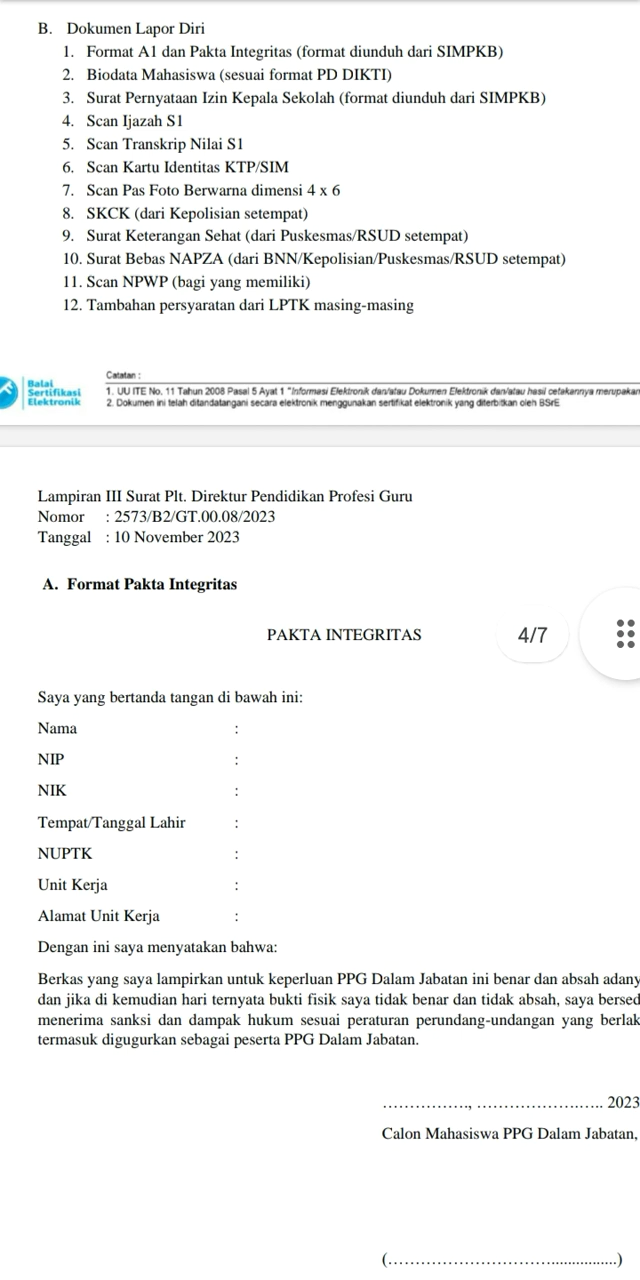 B. Dokumen Lapor Diri
1. Format A1 dan Pakta Integritas (format diunduh dari SIMPKB)
2. Biodata Mahasiswa (sesuai format PD DIKTI)
3. Surat Pernyataan Izin Kepala Sekolah (format diunduh dari SIMPKB)
4. Scan Ijazah S1
5. Scan Transkrip Nilai S1
6. Scan Kartu Identitas KTP/SIM
7. Scan Pas Foto Berwarna dimensi 4 x 6
8. SKCK (dari Kepolisian setempat)
9. Surat Keterangan Sehat (dari Puskesmas/RSUD setempat)
10. Surat Bebas NAPZA (dari BNN/Kepolisian/Puskesmas/RSUD setempat)
11. Scan NPWP (bagi yang memiliki)
12. Tambahan persyaratan dari LPTK masing-masing
Balai
Sertifikasi
Elektronik
Catatan :
1. UU ITE No. 11 Tahun 2008 Pasal 5 Ayat 1 "Informasi Elektronik dan/atau Dokumen Elektronik dan/atau hasil cetakannya merupakan
2. Dokumen ini telah ditandatangani secara elektronik menggunakan sertifikat elektronik yang diterbitkan oleh BSrE
Lampiran III Surat Plt. Direktur Pendidikan Profesi Guru
Nomor : 2573/B2/GT.00.08/2023
Tanggal : 10 November 2023
A. Format Pakta Integritas
PAKTA INTEGRITAS
4/7
Saya yang bertanda tangan di bawah ini:
Nama :
NIP :
NIK :
Tempat/Tanggal Lahir :
NUPTK :
Unit Kerja :
Alamat Unit Kerja :
Dengan ini saya menyatakan bahwa:
Berkas yang saya lampirkan untuk keperluan PPG Dalam Jabatan ini benar dan absah adany
dan jika di kemudian hari ternyata bukti fisik saya tidak benar dan tidak absah, saya bersed
menerima sanksi dan dampak hukum sesuai peraturan perundang-undangan yang berlak
termasuk digugurkan sebagai peserta PPG Dalam Jabatan.
................, ........................ 2023
Calon Mahasiswa PPG Dalam Jabatan,
(.............................................)